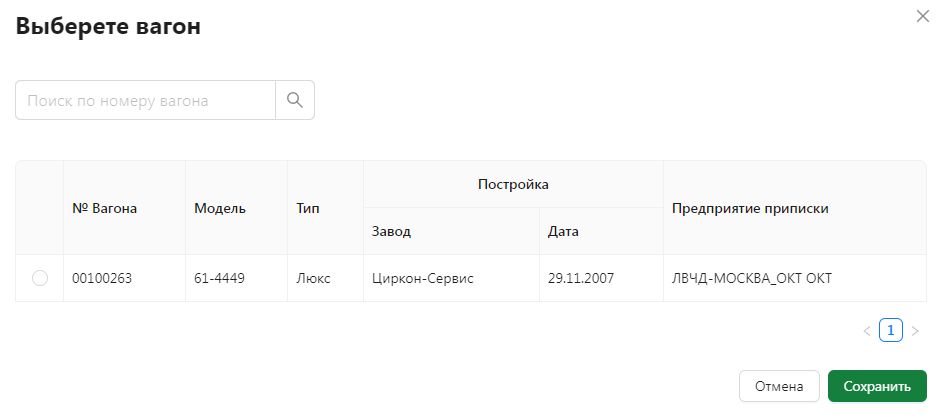 Выберете вагон
Поиск по номеру вагона
№ Вагона Модель Тип Постройка Предприятие приписки
Завод Дата
00100263 61-4449 Люкс Циркон-Сервис 29.11.2007 ЛВЧД-МОСКВА_ОКТ ОКТ
1
Отмена Сохранить